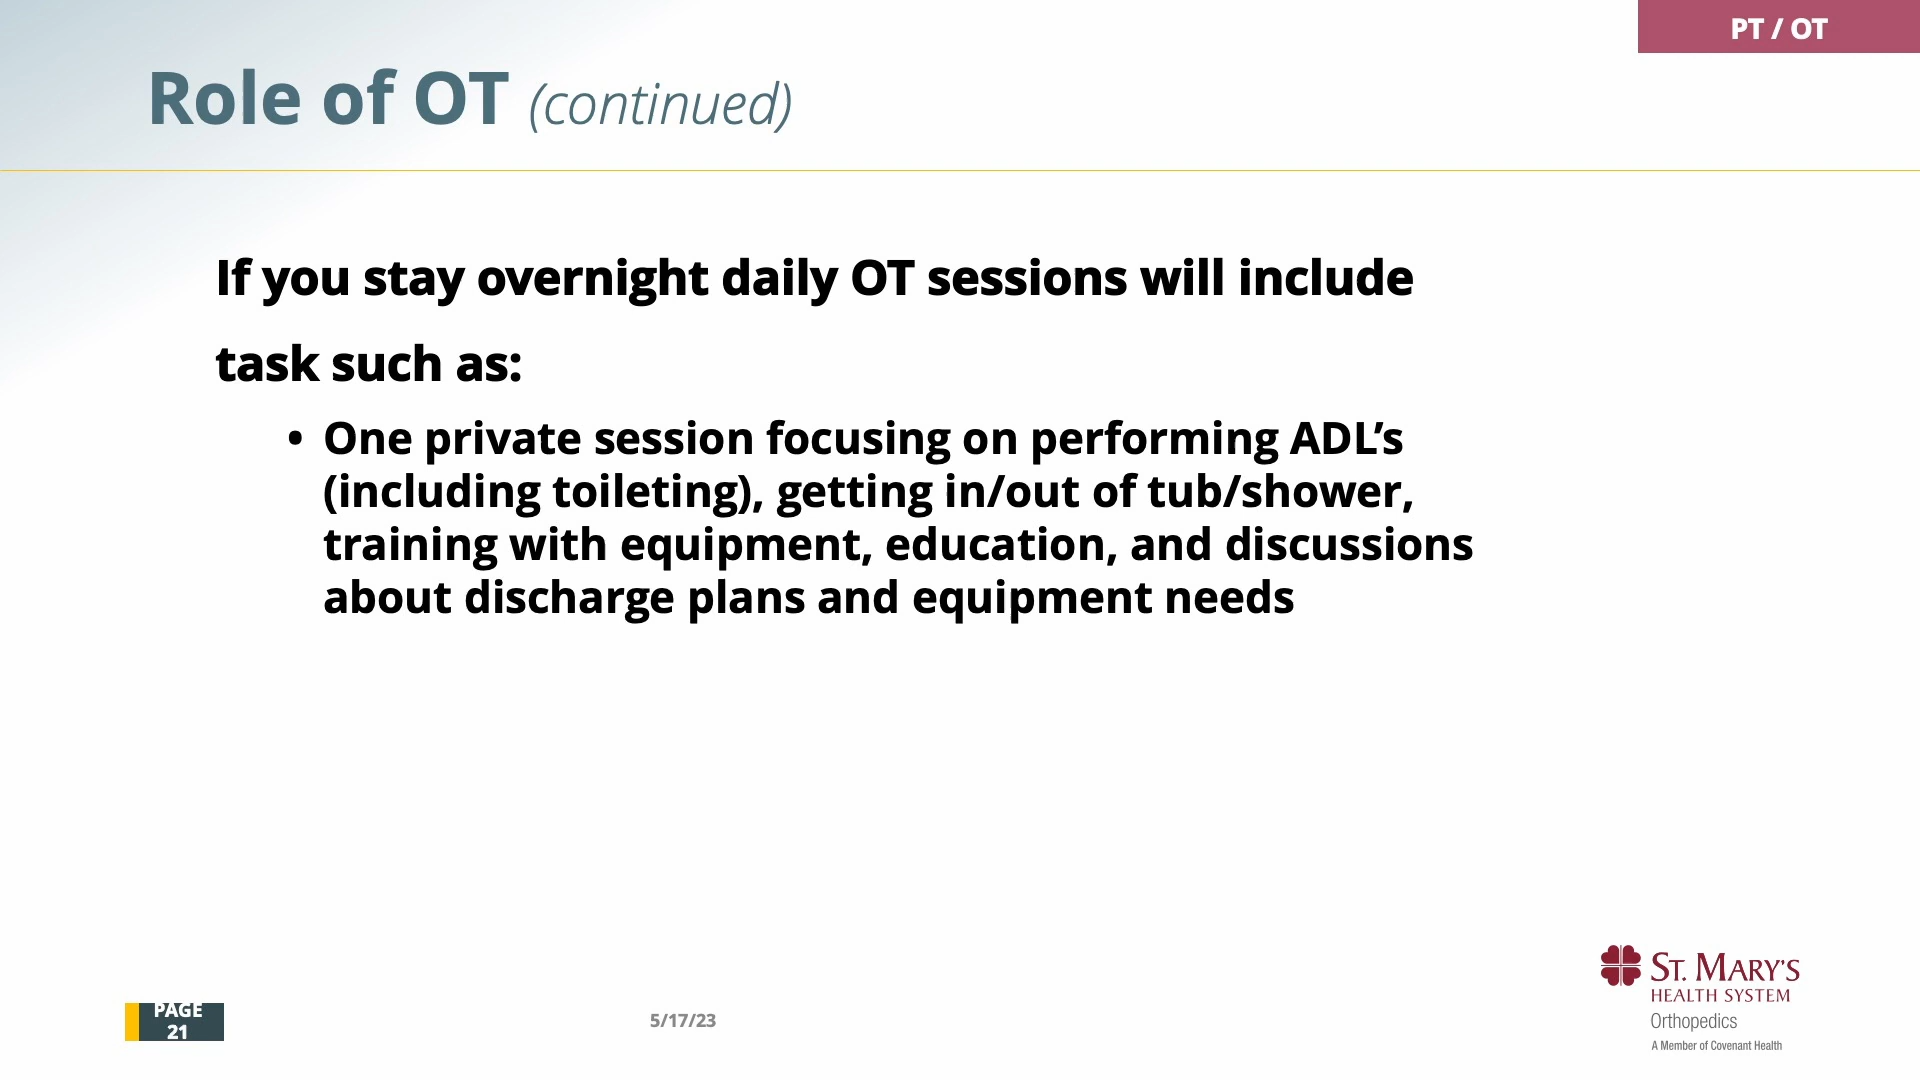 PT / OT
Role of OT (continued)
If you stay overnight daily OT sessions will include
task such as:
• One private session focusing on performing ADL’s
(including toileting), getting in/out of tub/shower,
training with equipment, education, and discussions
about discharge plans and equipment needs
PAGE
21
5/17/23
ST. MARY’S
HEALTH SYSTEM
Orthopedics
A Member of Covenant Health